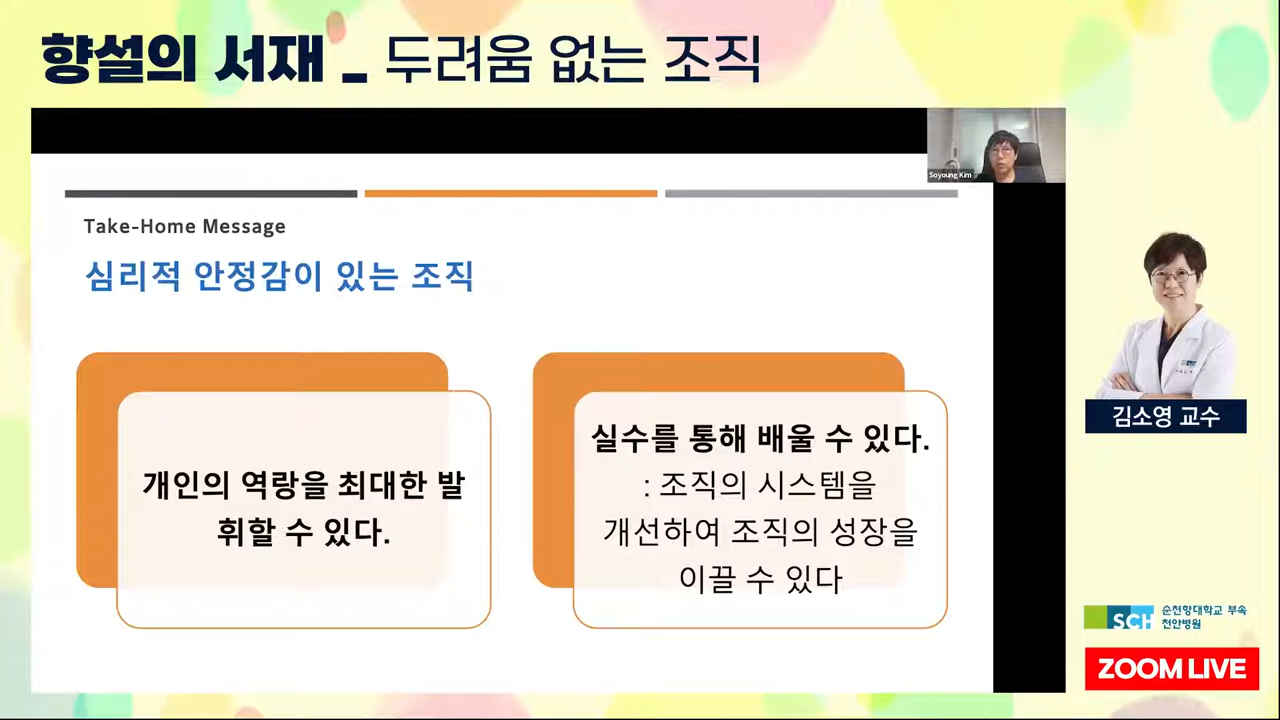 향설의 서재 _ 두려움 없는 조직
Soyoung Kim
Take-Home Message
심리적 안정감이 있는 조직
개인의 역량을 최대한 발
휘할 수 있다.
실수를 통해 배울 수 있다.
: 조직의 시스템을
개선하여 조직의 성장을
이끌 수 있다
김소영 교수
SCH 순천향대학교 부속
천안병원
ZOOM LIVE